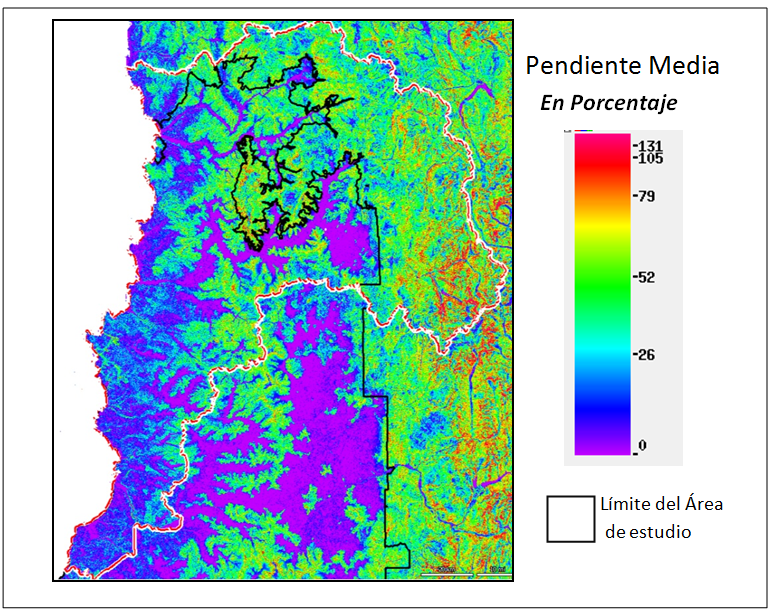 Pendiente Media
En Porcentaje
-131
-105
-79
-52
-26
0
-
Límite del Área
de estudio